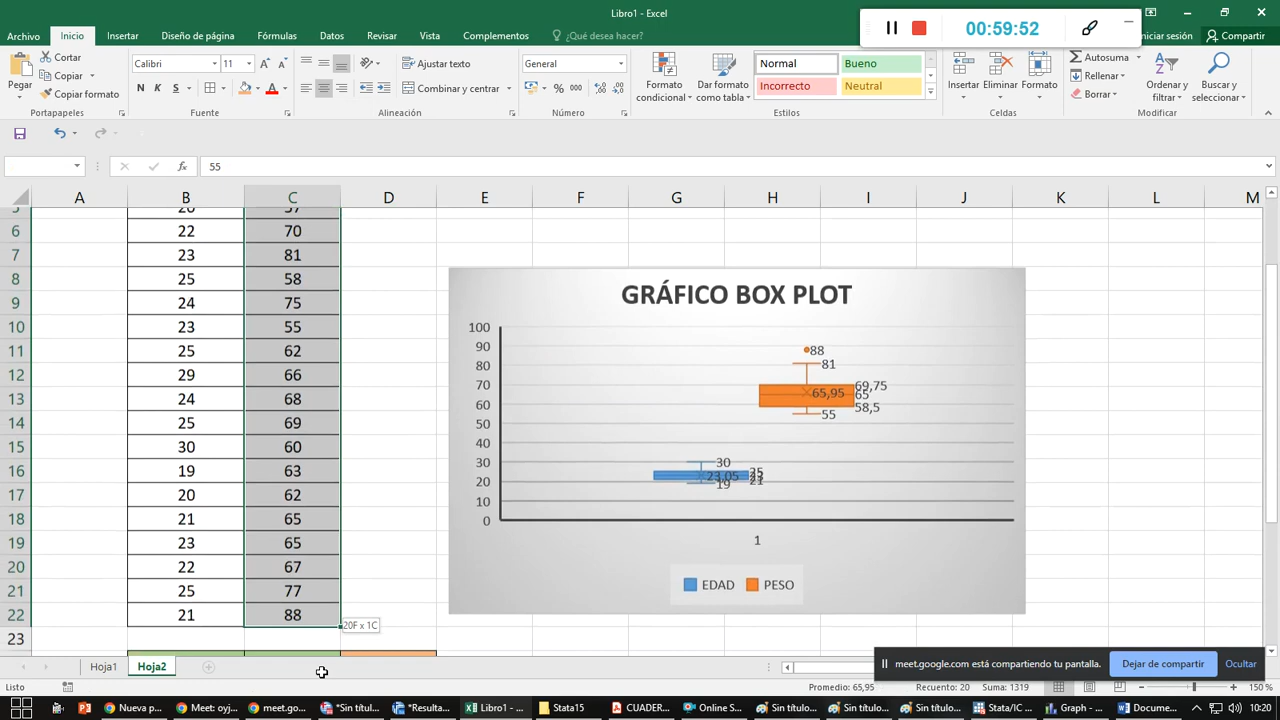 Libro1 - Excel
00:59:52
Iniciar sesión
Compartir
Archivo Inicio Insertar Diseño de página Fórmulas Datos Revisar Vista Complementos ¿Qué desea hacer?
Pegar
Cortar
Copiar
Copiar formato
Calibri 11
N K S
Ajustar texto
Combinar y centrar
General
% 000
Formato condicional
Dar formato como tabla
Normal Bueno
Incorrecto Neutral
Insertar Eliminar Formato
Autosuma
Rellenar
Borrar
Ordenar y filtrar
Buscar y seleccionar
Portapapeles Fuente Alineación Número Estilos Celdas Modificar
fx 55
A B C D E F G H I J K L M
6 22 70
7 23 81
8 25 58
9 24 75
10 23 55
11 25 62
12 29 66
13 24 68
14 25 69
15 30 60
16 19 63
17 20 62
18 21 65
19 23 65
20 22 67
21 25 77
22 21 88
23
20F x 1C
GRÁFICO BOX PLOT
100
90
80
70
60
50
40
30
20
10
0
88
81
69,75
65,95
65
58,5
55
30
25
23,05
21
19
1
EDAD PESO
Hoja1 Hoja2
meet.google.com está compartiendo tu pantalla.
Dejar de compartir
Ocultar
Listo
Promedio: 65,95 Recuento: 20 Suma: 1319
150 %
Nueva p...
Meet: oyj...
meet.go...
*Sin títul...
*Resulta...
Libro1 - ...
Stata15
CUADER...
Online S...
Sin título...
Sin título...
Sin título...
Stata/IC ...
Graph - ...
Docume...
10:20